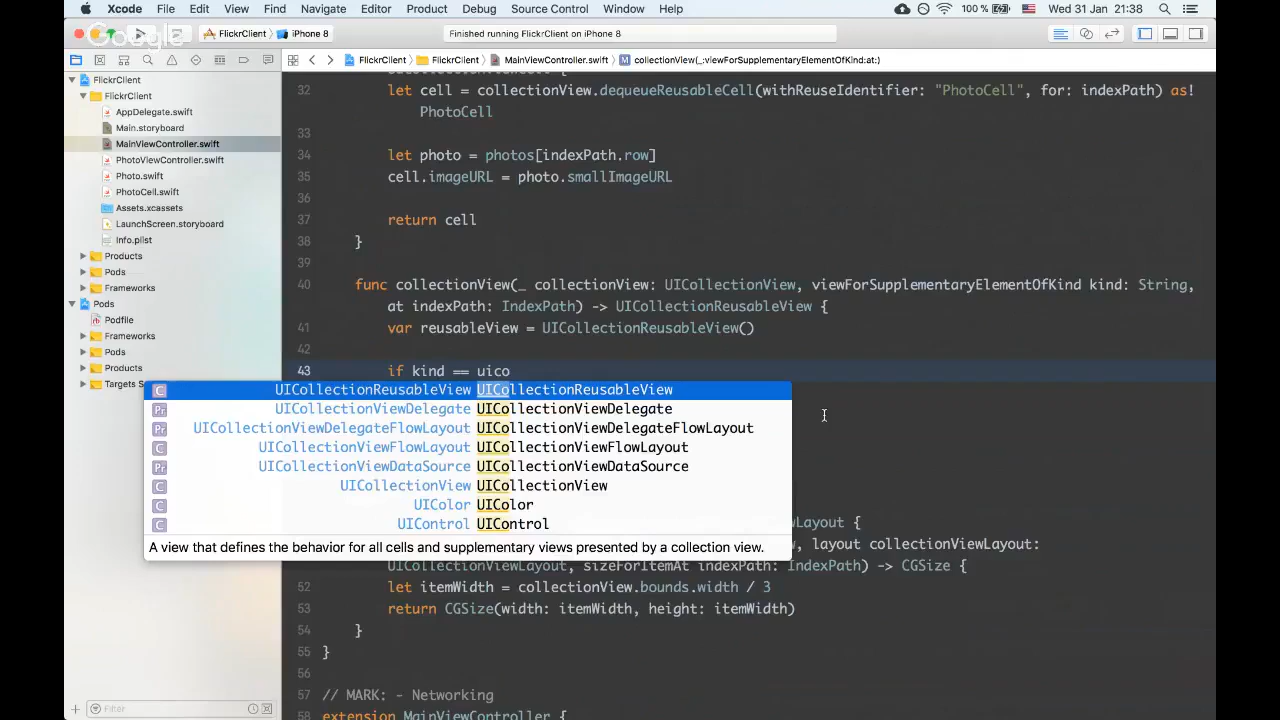 Xcode File Edit View Find Navigate Editor Product Debug Source Control Window Help 100 % Wed 31 Jan 21:38
Google
FlickrClient iPhone 8 Finished running FlickrClient on iPhone 8
FlickrClient FlickrClient MainViewController.swift M collectionView(_:viewForSupplementaryElementOfKind:at:)
FlickrClient
FlickrClient
AppDelegate.swift
Main.storyboard
MainViewController.swift
PhotoViewController.swift
Photo.swift
PhotoCell.swift
Assets.xcassets
LaunchScreen.storyboard
Info.plist
Products
Pods
Frameworks
Pods
Podfile
Frameworks
Pods
Products
Targets S
Filter
32 let cell = collectionView.dequeueReusableCell(withReuseIdentifier: "PhotoCell", for: indexPath) as!
PhotoCell
33
34 let photo = photos[indexPath.row]
35 cell.imageURL = photo.smallImageURL
36
37 return cell
38 }
39
40 func collectionView(_ collectionView: UICollectionView, viewForSupplementaryElementOfKind kind: String,
at indexPath: IndexPath) -> UICollectionReusableView {
41 var reusableView = UICollectionReusableView()
42
43 if kind == uico
C UICollectionReusableView UICollectionReusableView
Pr UICollectionViewDelegate UICollectionViewDelegate
Pr UICollectionViewDelegateFlowLayout UICollectionViewDelegateFlowLayout
C UICollectionViewFlowLayout UICollectionViewFlowLayout
Pr UICollectionViewDataSource UICollectionViewDataSource
C UICollectionView UICollectionView
C UIColor UIColor
C UIControl UIControl
A view that defines the behavior for all cells and supplementary views presented by a collection view.
Layout {
w, layout collectionViewLayout:
UICollectionViewLayout, sizeForItemAt indexPath: IndexPath) -> CGSize {
52 let itemWidth = collectionView.bounds.width / 3
53 return CGSize(width: itemWidth, height: itemWidth)
54 }
55 }
56
57 // MARK: - Networking
58 extension MainViewController {